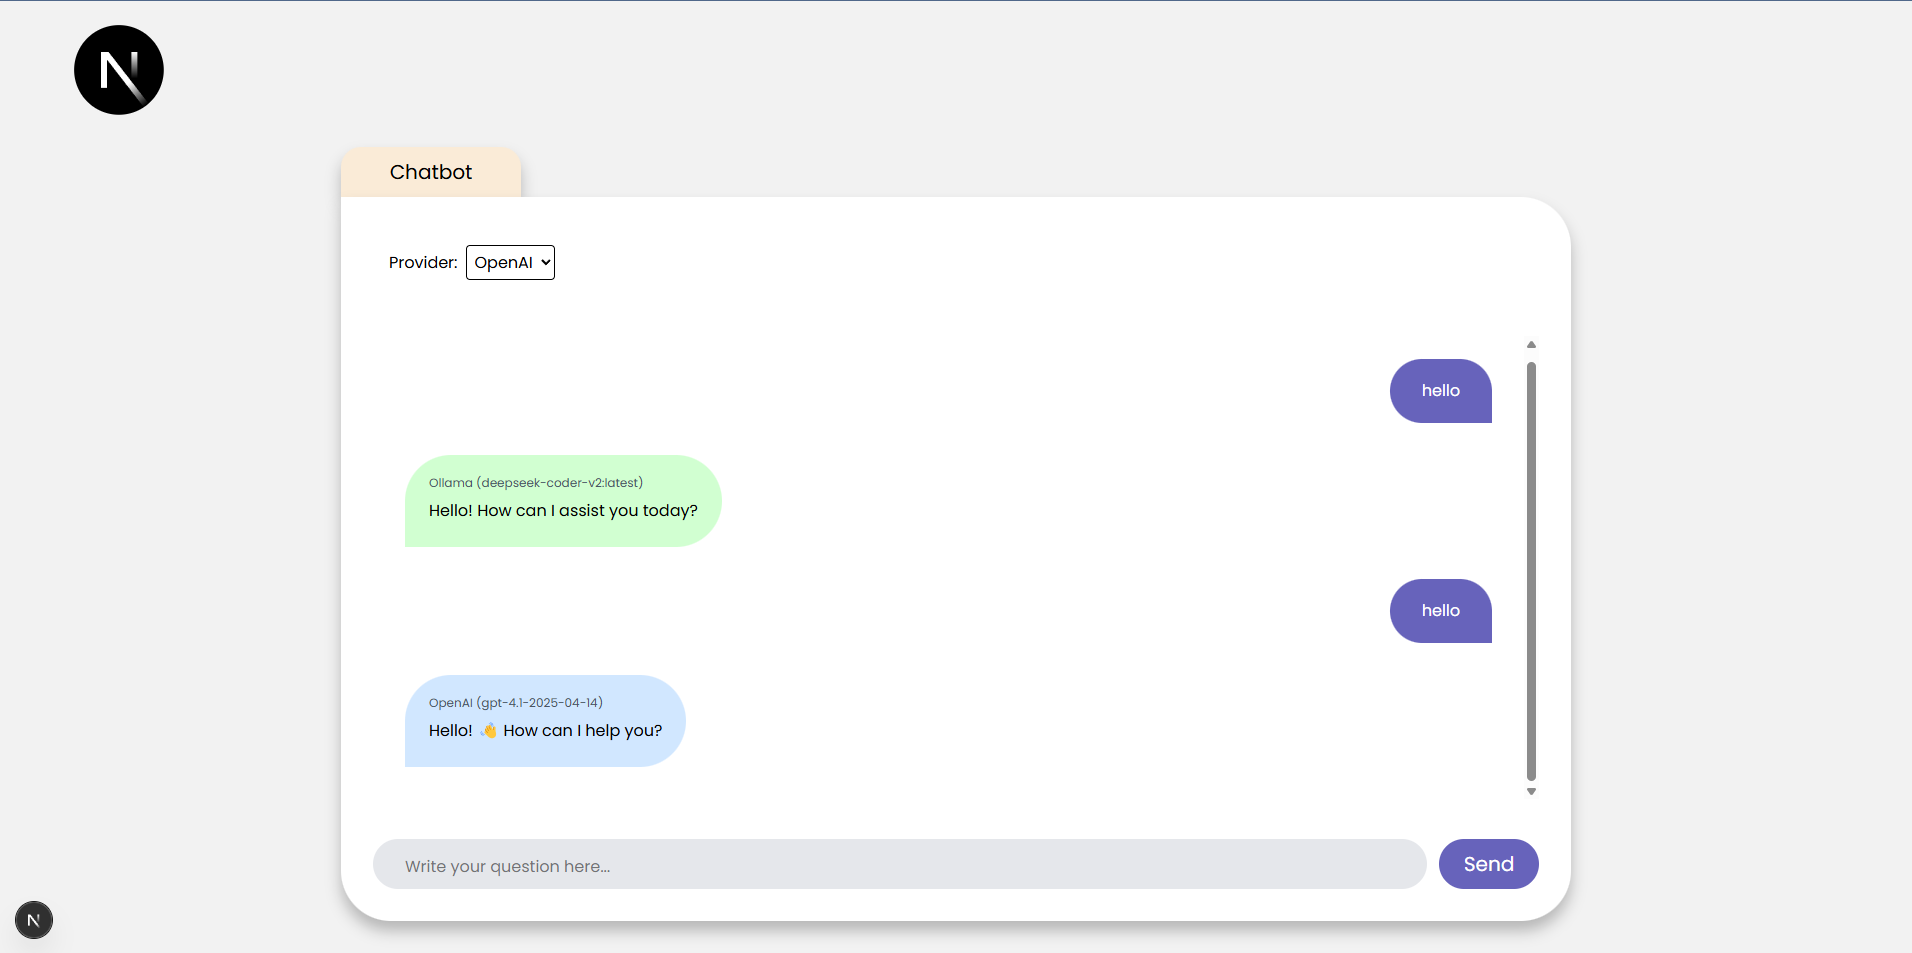 N
Chatbot
Provider: OpenAI
hello
Ollama (deepseek-coder-v2:latest)
Hello! How can I assist you today?
hello
OpenAI (gpt-4.1-2025-04-14)
Hello! 👋 How can I help you?
Write your question here...
Send
N